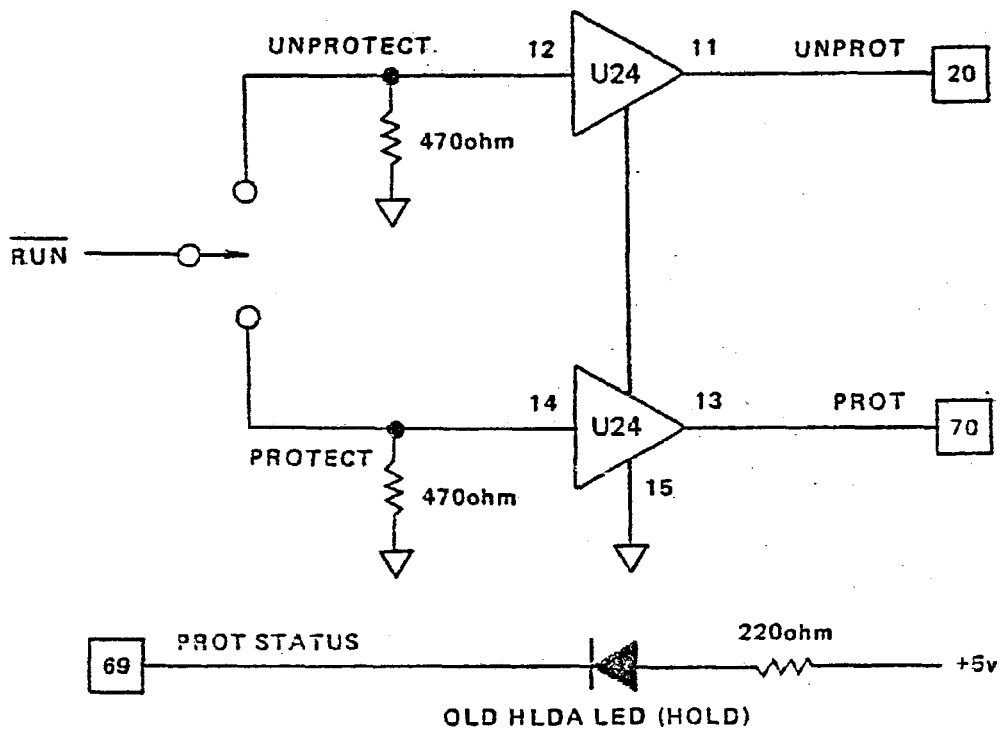 UNPROTECT.
12
U24
11
UNPROT
20
470ohm
RUN
14
U24
13
PROT
70
PROTECT
470ohm
15
69
PROT STATUS
220ohm
+5v
OLD HLDA LED (HOLD)